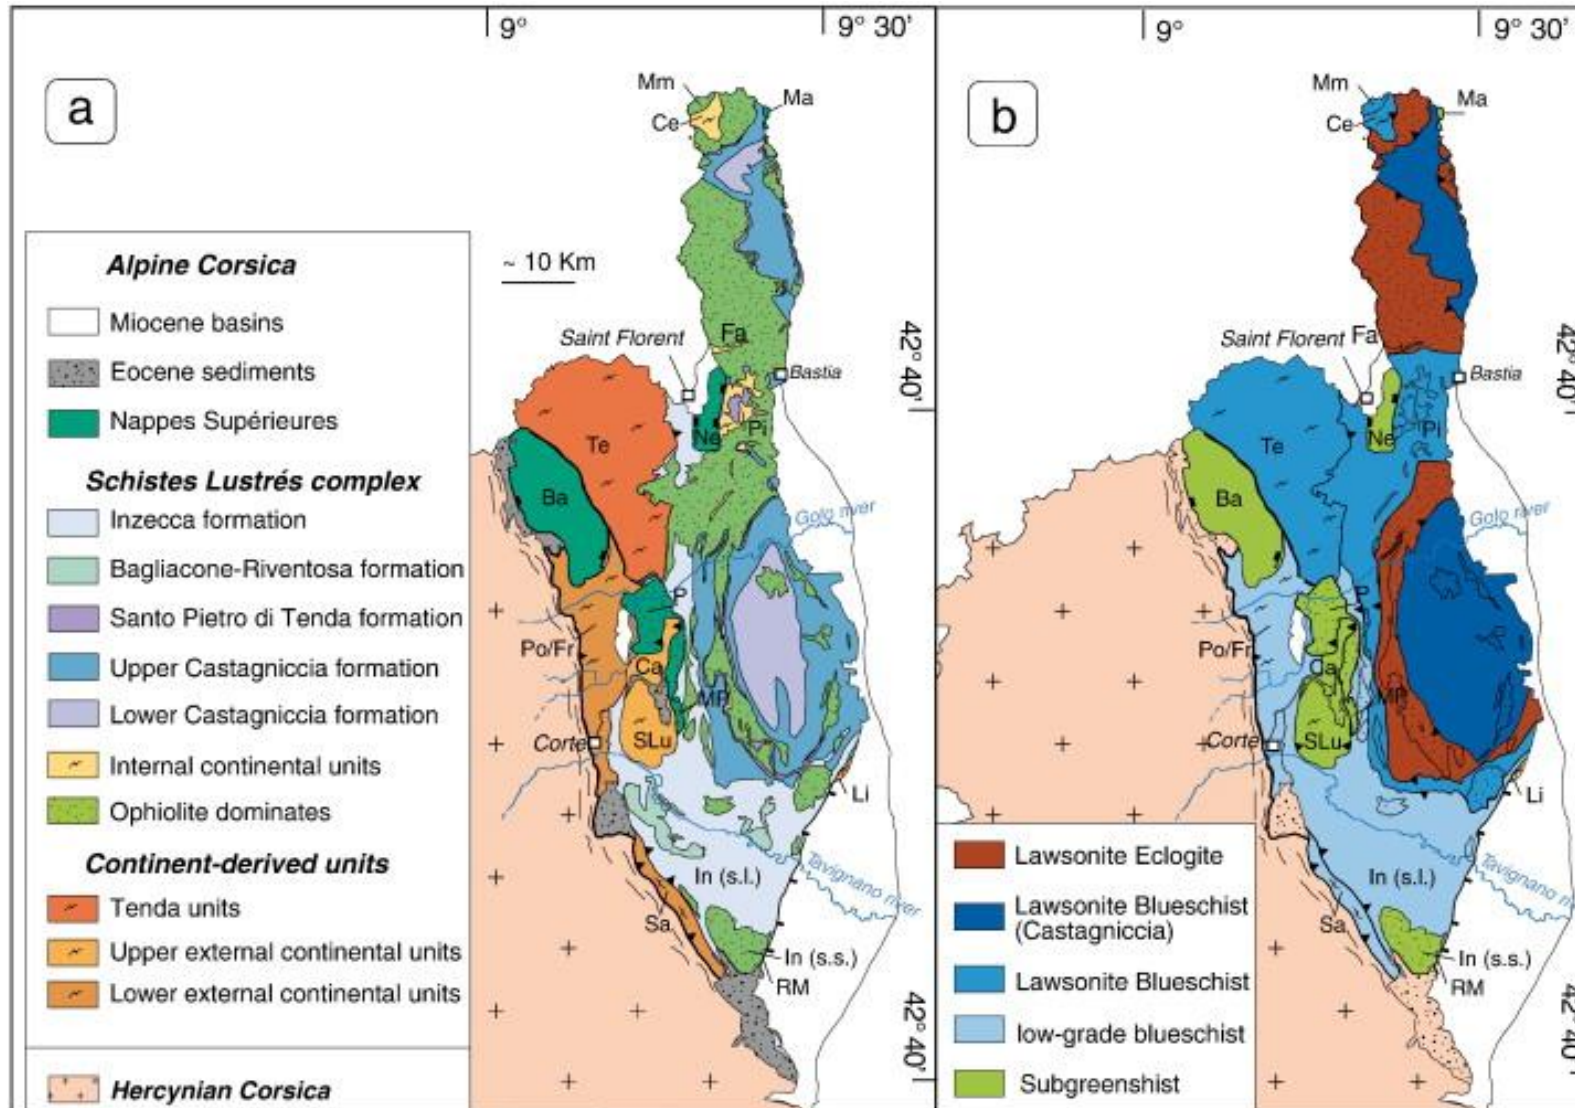 a
9°
9° 30'
Mm
Ma
Ce
Alpine Corsica
Miocene basins
Eocene sediments
Nappes Supérieures
Schistes Lustrés complex
Inzecca formation
Bagliacone-Riventosa formation
Santo Pietro di Tenda formation
Upper Castagniccia formation
Lower Castagniccia formation
Internal continental units
Ophiolite dominates
Continent-derived units
Tenda units
Upper external continental units
Lower external continental units
Hercynian Corsica
~ 10 Km
Saint Florent
Fa
Bastia
42° 40'
Te
Ne
Pi
Ba
Golo river
P
Po/Fr
Ca
MP
Corte
SLu
Li
In (s.l.)
Tavignano river
Sa
In (s.s.)
RM
42° 40'
b
9°
9° 30'
Mm
Ma
Ce
Saint Florent
Fa
Bastia
42° 40'
Te
Ne
Pi
Ba
Golo river
P
Po/Fr
Ca
MP
Corte
SLu
Li
In (s.l.)
Tavignano
Sa
In (s.s.)
RM
42° 40'
Lawsonite Eclogite
Lawsonite Blueschist
(Castagniccia)
Lawsonite Blueschist
low-grade blueschist
Subgreenshist